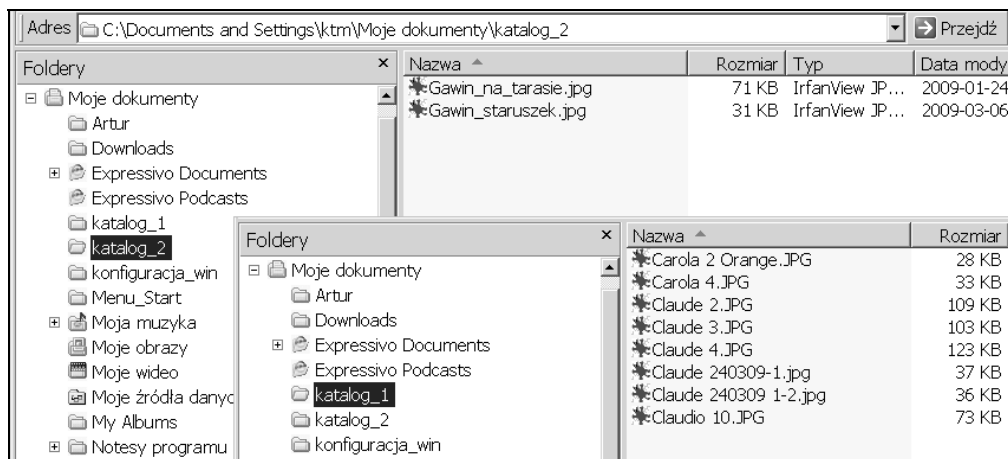 Adres C:\Documents and Settings\ktm\Moje dokumenty\katalog_2 Przejdź
Foldery × Nazwa Rozmiar Typ Data mody
Moje dokumenty Gawin_na_tarasie.jpg 71 KB IrfanView JP... 2009-01-24
Artur Gawin_staruszek.jpg 31 KB IrfanView JP... 2009-03-06
Downloads
Expressivo Documents
Expressivo Podcasts
katalog_1
katalog_2
konfiguracja_win
Menu_Start
Moja muzyka
Moje obrazy
Moje wideo
Moje źródła danyc
My Albums
Notesy programu
Foldery × Nazwa Rozmiar
Moje dokumenty Carola 2 Orange.JPG 28 KB
Artur Carola 4.JPG 33 KB
Downloads Claude 2.JPG 109 KB
Expressivo Documents Claude 3.JPG 103 KB
Expressivo Podcasts Claude 4.JPG 123 KB
katalog_1 Claude 240309-1.jpg 37 KB
katalog_2 Claude 240309 1-2.jpg 36 KB
konfiguracja_win Claudio 10.JPG 73 KB